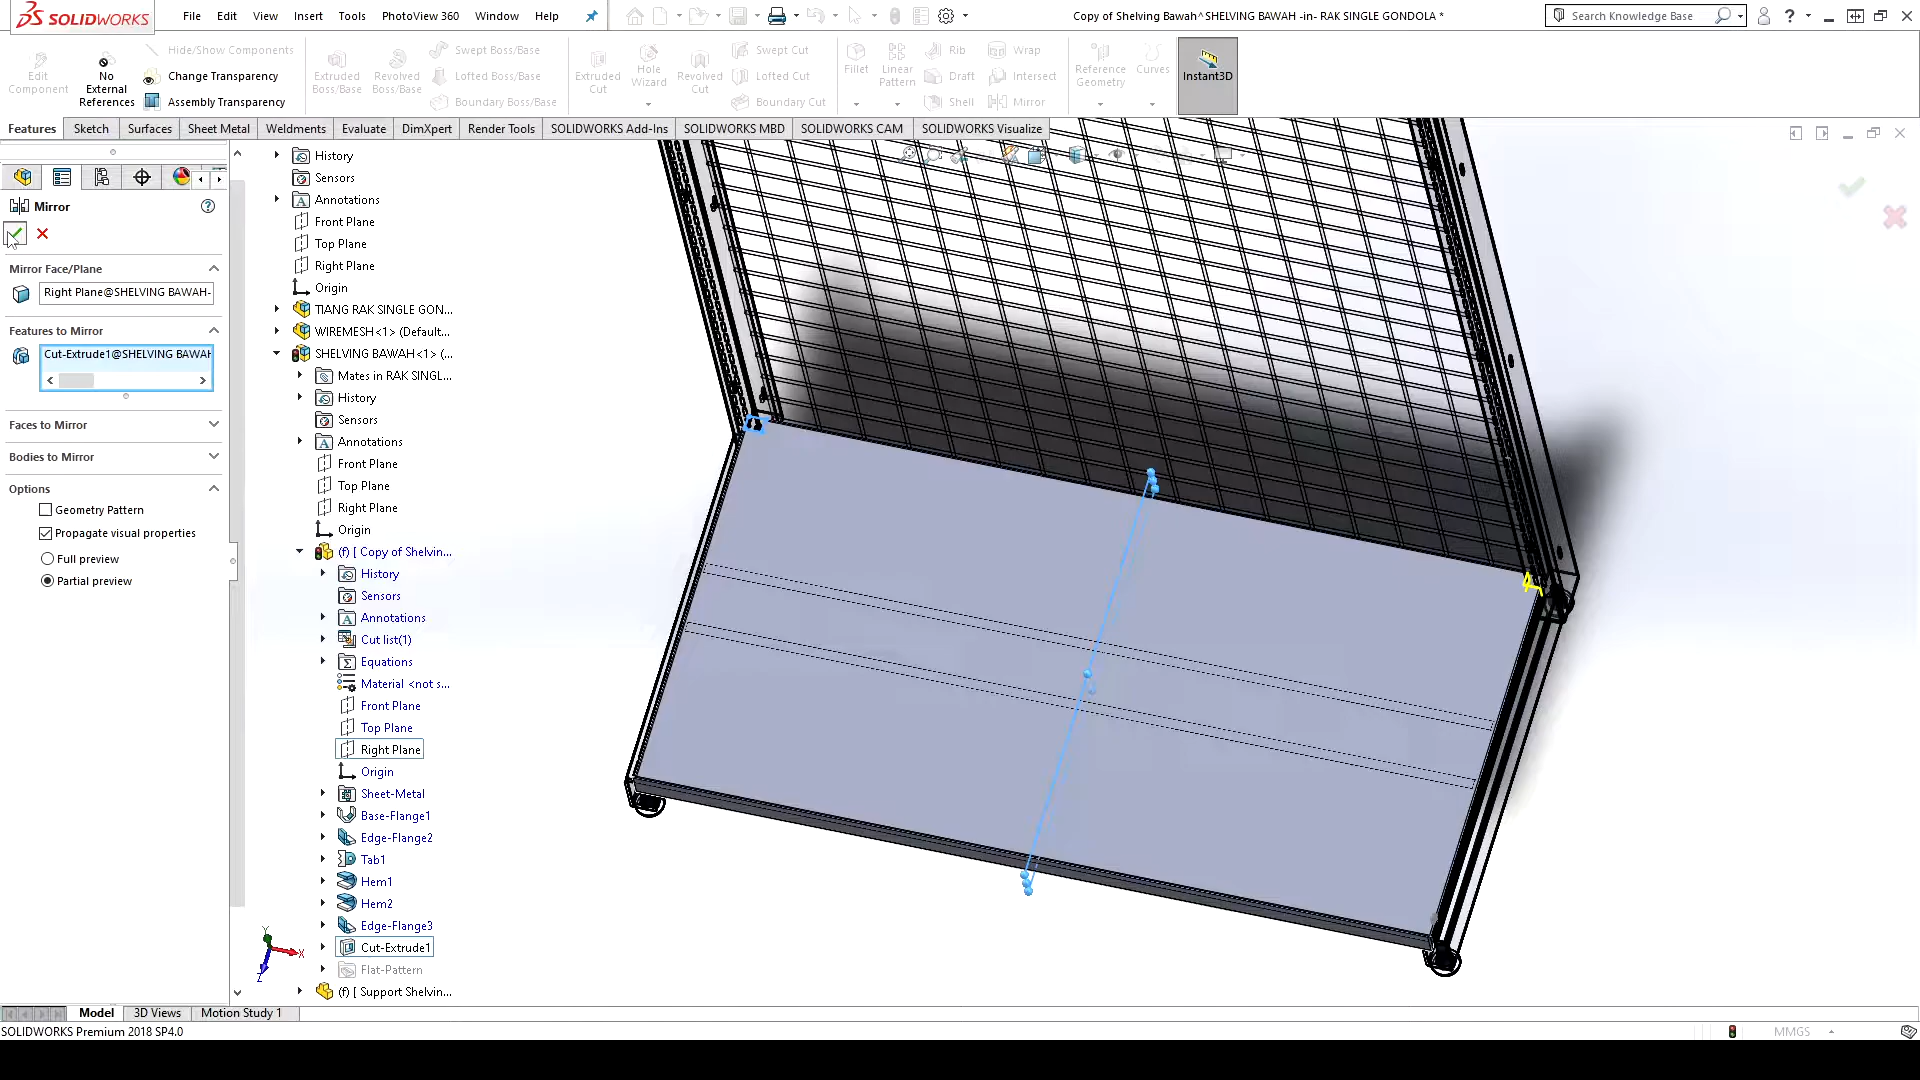 SOLIDWORKS
File Edit View Insert Tools PhotoView 360 Window Help
Copy of Shelving Bawah^SHELVING BAWAH -in- RAK SINGLE GONDOLA *
Search Knowledge Base
Edit Component
No External References
Hide/Show Components
Change Transparency
Assembly Transparency
Extruded Boss/Base
Revolved Boss/Base
Swept Boss/Base
Lofted Boss/Base
Boundary Boss/Base
Extruded Cut
Hole Wizard
Revolved Cut
Swept Cut
Lofted Cut
Boundary Cut
Fillet
Linear Pattern
Rib
Draft
Shell
Wrap
Intersect
Mirror
Reference Geometry
Curves
Instant3D
Features Sketch Surfaces Sheet Metal Weldments Evaluate DimXpert Render Tools SOLIDWORKS Add-Ins SOLIDWORKS MBD SOLIDWORKS CAM SOLIDWORKS Visualize
Mirror
Mirror Face/Plane
Right Plane@SHELVING BAWAH-
Features to Mirror
Cut-Extrude1@SHELVING BAWAH
Faces to Mirror
Bodies to Mirror
Options
Geometry Pattern
Propagate visual properties
Full preview
Partial preview
History
Sensors
Annotations
Front Plane
Top Plane
Right Plane
Origin
TIANG RAK SINGLE GON...
WIREMESH<1> (Default...
SHELVING BAWAH<1> (...
Mates in RAK SINGL...
History
Sensors
Annotations
Front Plane
Top Plane
Right Plane
Origin
(f) [ Copy of Shelvin...
History
Sensors
Annotations
Cut list(1)
Equations
Material <not s...
Front Plane
Top Plane
Right Plane
Origin
Sheet-Metal
Base-Flange1
Edge-Flange2
Tab1
Hem1
Hem2
Edge-Flange3
Cut-Extrude1
Flat-Pattern
(f) [ Support Shelvin...
Y
X
Z
Model 3D Views Motion Study 1
SOLIDWORKS Premium 2018 SP4.0
MMGS